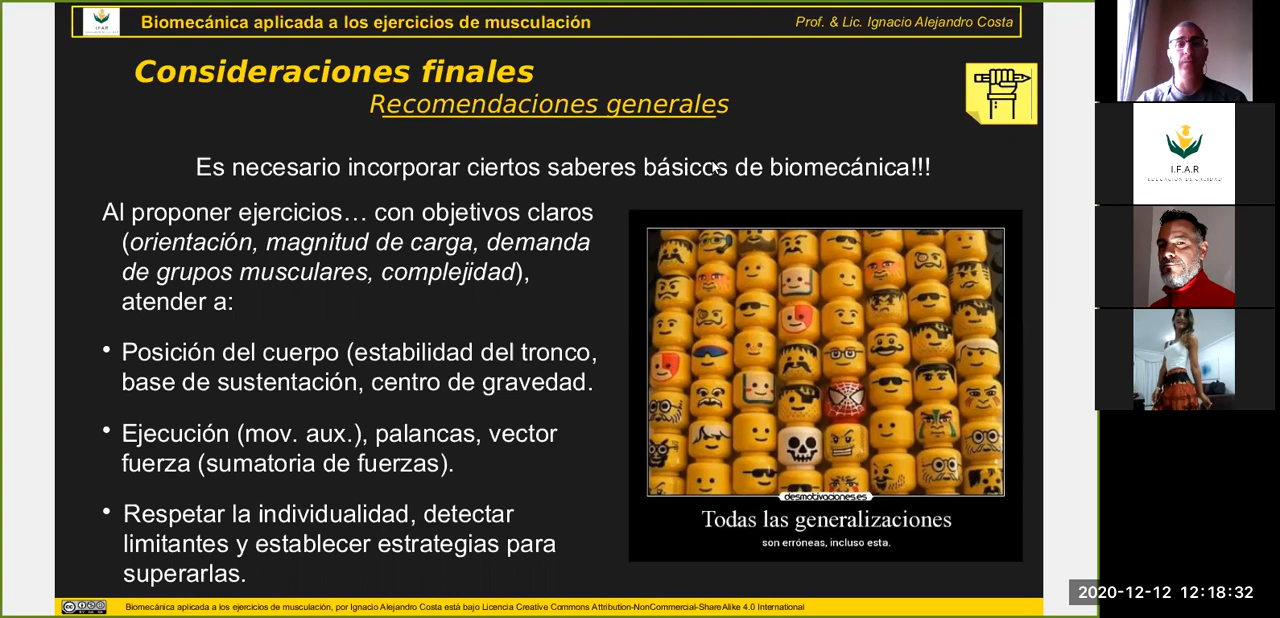 Biomecánica aplicada a los ejercicios de musculación
Prof. & Lic. Ignacio Alejandro Costa
I.F.A.R
Consideraciones finales
Recomendaciones generales
Es necesario incorporar ciertos saberes básicos de biomecánica!!!
Al proponer ejercicios… con objetivos claros
(orientación, magnitud de carga, demanda
de grupos musculares, complejidad),
atender a:
• Posición del cuerpo (estabilidad del tronco,
base de sustentación, centro de gravedad.
• Ejecución (mov. aux.), palancas, vector
fuerza (sumatoria de fuerzas).
• Respetar la individualidad, detectar
limitantes y establecer estrategias para
superarlas.
desmotivaciones.es
Todas las generalizaciones
son erróneas, incluso esta.
Biomecánica aplicada a los ejercicios de musculación, por Ignacio Alejandro Costa está bajo Licencia Creative Commons Attribution-NonCommercial-ShareAlike 4.0 International
I.F.A.R
2020-12-12 12:18:32